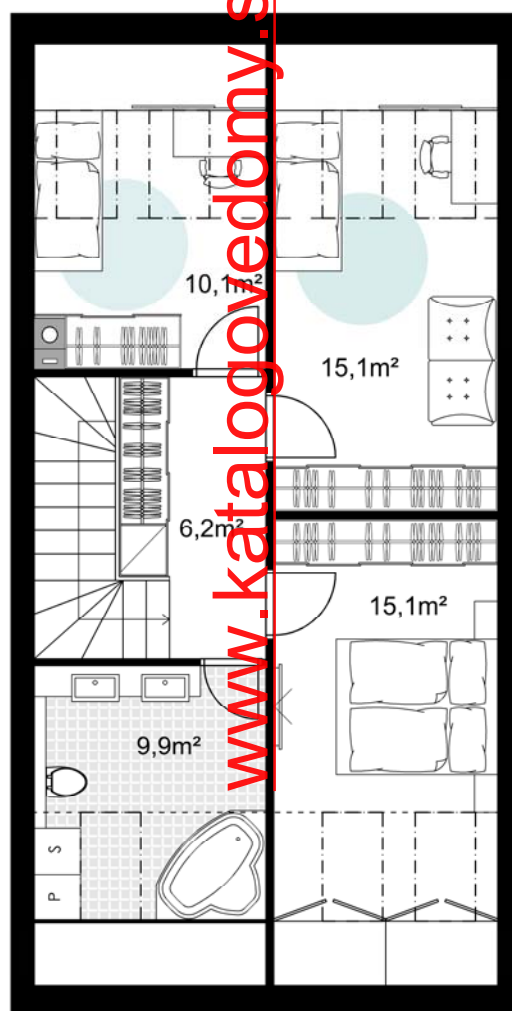 www.katalogovedomy.s
10,1m²
15,1m²
6,2m²
15,1m²
9,9m²
S
P